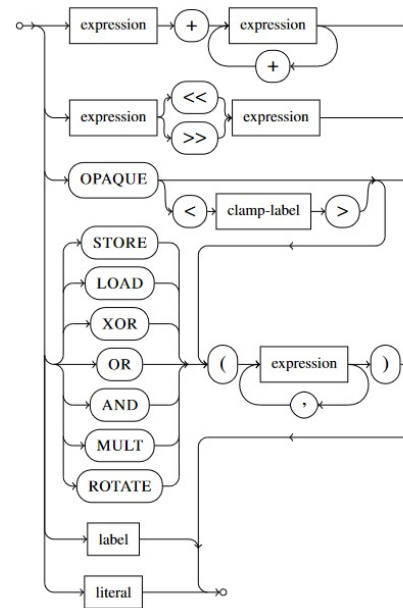 expression + expression
+
<<
expression expression
>>
OPAQUE
< clamp-label >
STORE
LOAD
XOR
OR ( expression )
,
AND
MULT
ROTATE
label
literal